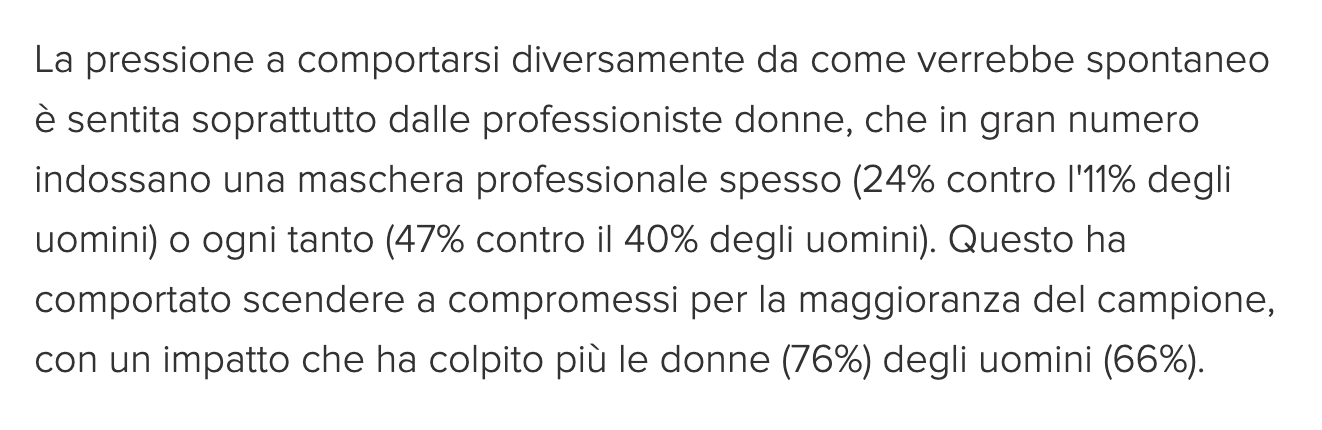 La pressione a comportarsi diversamente da come verrebbe spontaneo
è sentita soprattutto dalle professioniste donne, che in gran numero
indossano una maschera professionale spesso (24% contro l'11% degli
uomini) o ogni tanto (47% contro il 40% degli uomini). Questo ha
comportato scendere a compromessi per la maggioranza del campione,
con un impatto che ha colpito più le donne (76%) degli uomini (66%).